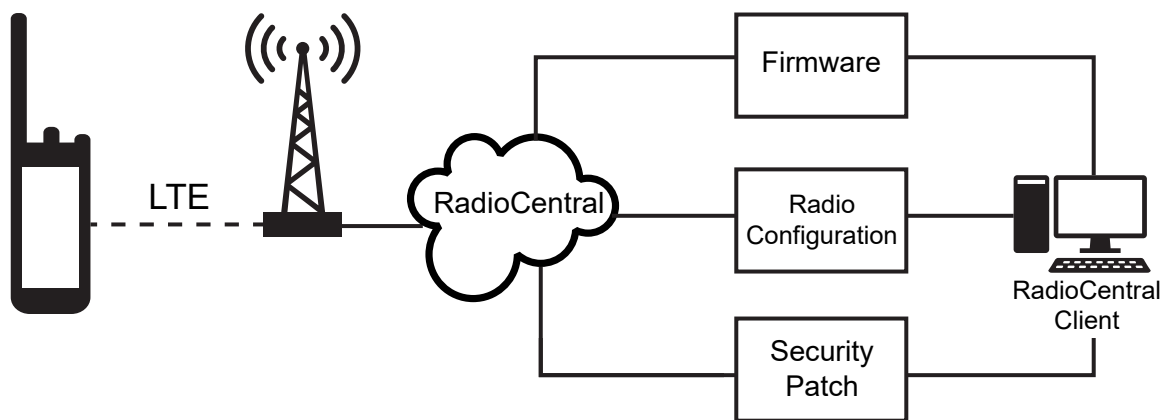 LTE
RadioCentral
Firmware
Radio
Configuration
Security
Patch
RadioCentral
Client